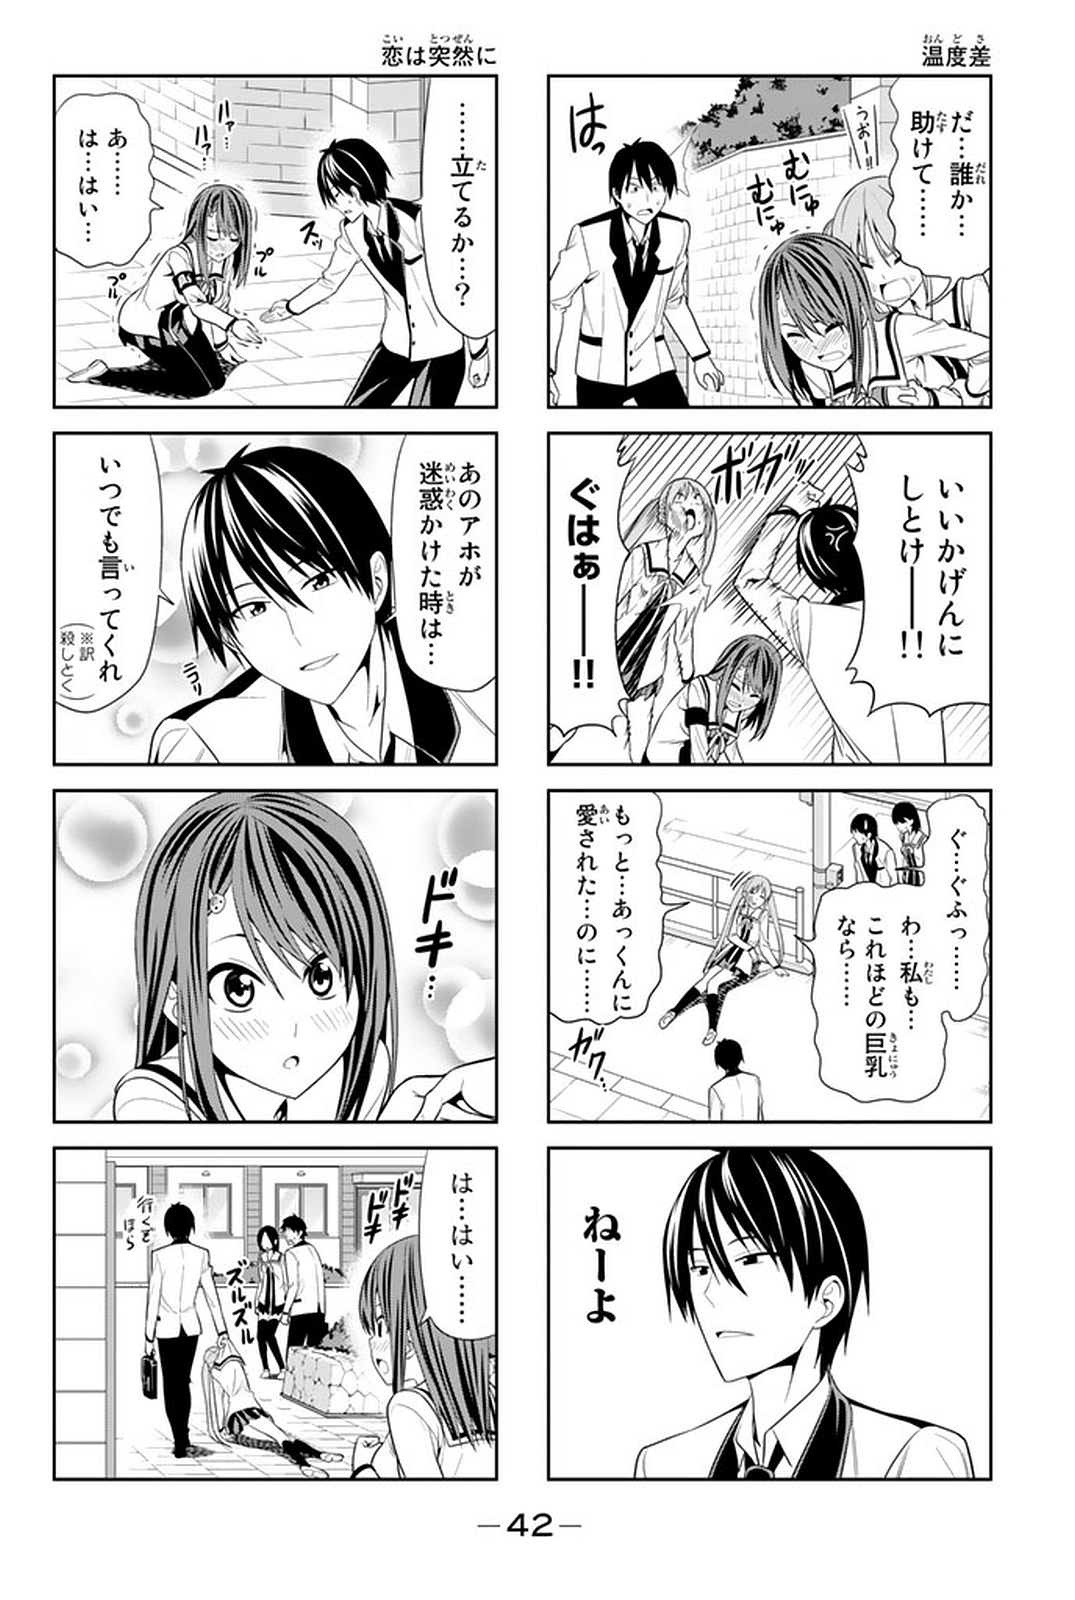 温度差
うおー!!
だ…誰か…
助けて……
むにゅ
むにゅ
はっ
いいかげんに
しとけ――!!
ボガッ
ぐはぁ――!!
ぐ…ぐふっ……
わ…私も…
これほどの巨乳
なら……
もっと…あっくんに
愛された…のに……
ガク…
ねーよ
恋は突然に
……立てるか…?
ハァ…
ハァ…
スッ
プル
プル
あ……
は…はい…
あのアホが
迷惑かけた時は…
いつでも言ってくれ
(※訳
殺しとく)
キラリ
ドキ…
は…はい……
ドキ
ドキ
ズルズル
行くぞ
ほら
—42—